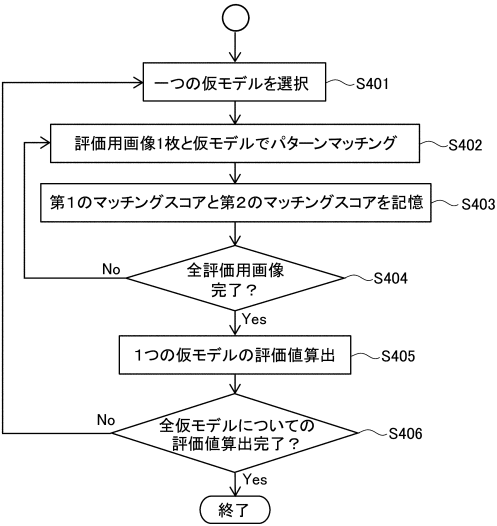 一つの仮モデルを選択
S401
評価用画像1枚と仮モデルでパターンマッチング
S402
第1のマッチングスコアと第2のマッチングスコアを記憶
S403
No
全評価用画像
完了？
S404
Yes
1つの仮モデルの評価値算出
S405
No
全仮モデルについての
評価値算出完了？
S406
Yes
終了